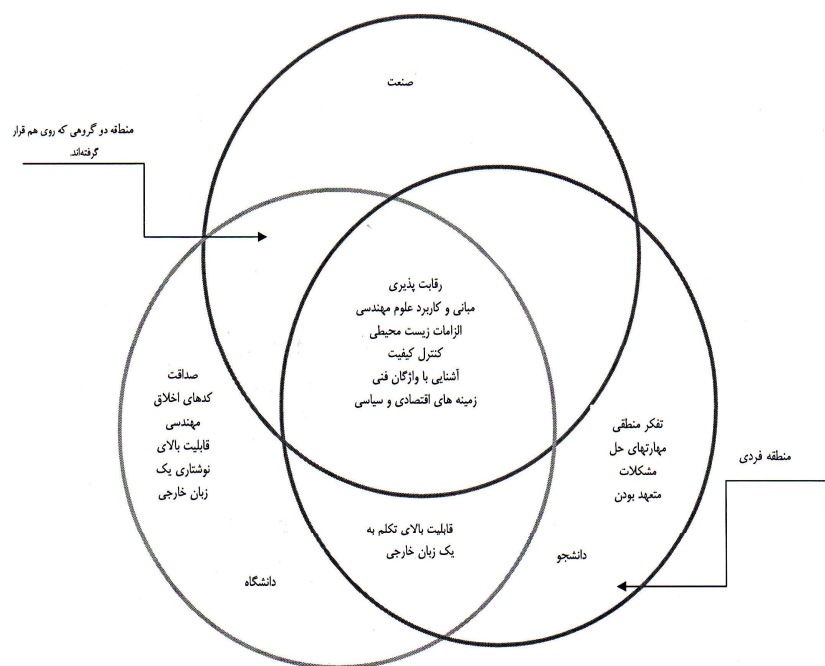 صنعت
منطقه دو گروهی که روی هم قرار
گرفته‌اند.
رقابت پذیری
مبانی و کاربرد علوم مهندسی
الزامات زیست محیطی
کنترل کیفیت
آشنایی با واژگان فنی
زمینه های اقتصادی و سیاسی
صداقت
کدهای اخلاق
مهندسی
قابلیت بالای
نوشتاری یک
زبان خارجی
تفکر منطقی
مهارتهای حل
مشکلات
متعهد بودن
منطقه فردی
قابلیت بالای تکلم به
یک زبان خارجی
دانشجو
دانشگاه